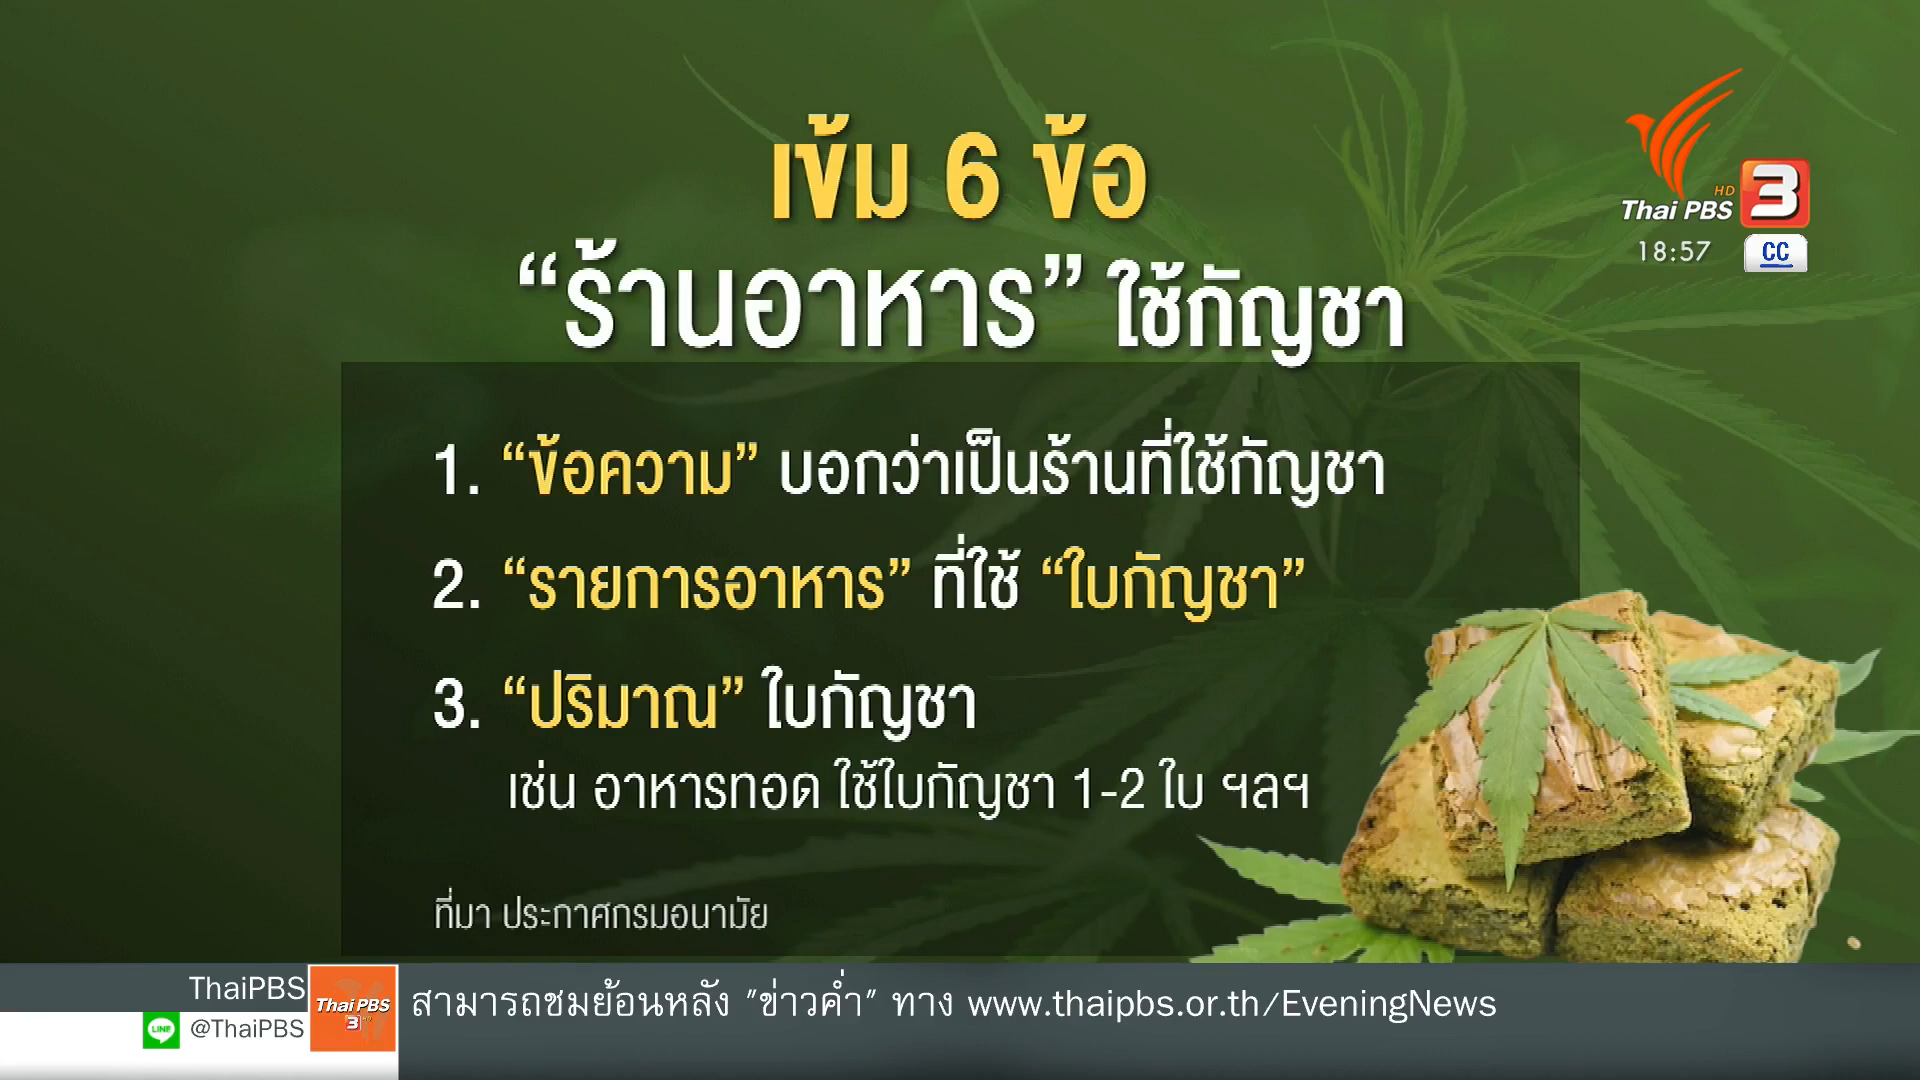 เข้ม 6 ข้อ
“ร้านอาหาร” ใช้กัญชา
Thai PBS HD 3
18:57 CC
1. “ข้อความ” บอกว่าเป็นร้านที่ใช้กัญชา
2. “รายการอาหาร” ที่ใช้ “ใบกัญชา”
3. “ปริมาณ” ใบกัญชา
เช่น อาหารทอด ใช้ใบกัญชา 1-2 ใบ ฯลฯ
ที่มา ประกาศกรมอนามัย
ThaiPBS
LINE @ThaiPBS
Thai PBS
3 HD
สามารถชมย้อนหลัง "ข่าวค่ำ" ทาง www.thaipbs.or.th/EveningNews